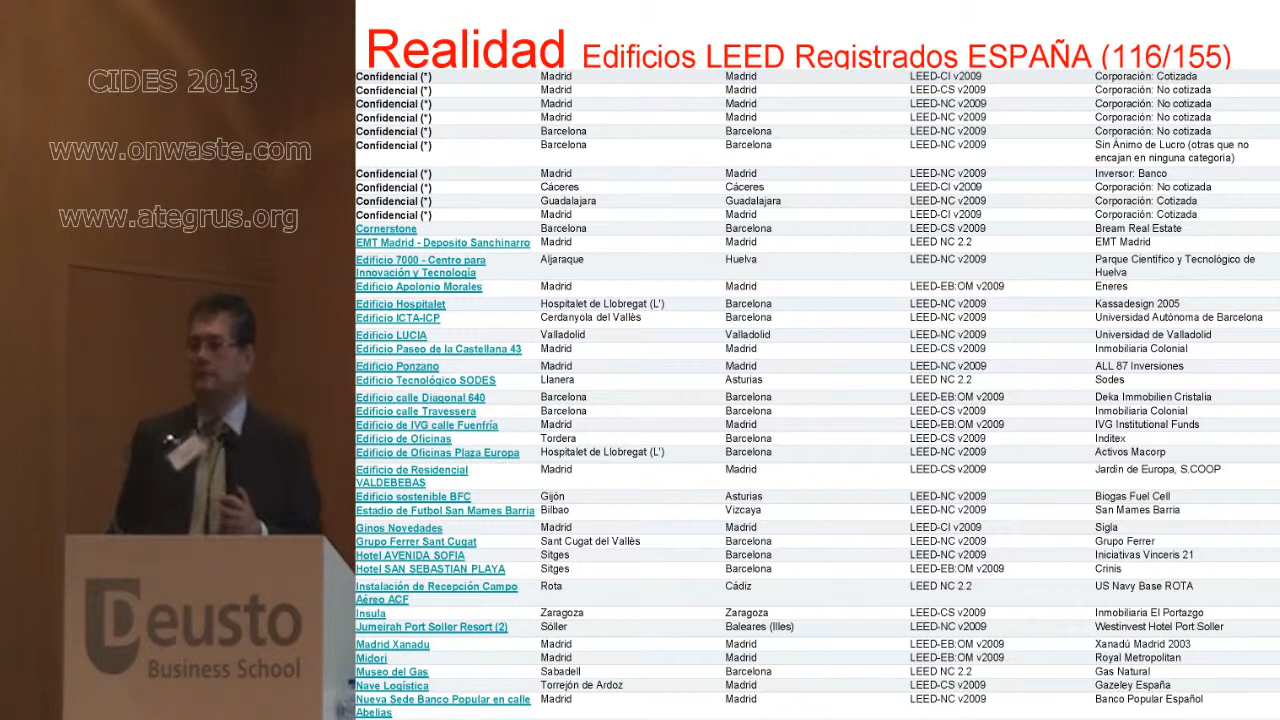 CIDES 2013
www.onwaste.com
www.ategrus.org
Deusto
Business School
Realidad Edificios LEED Registrados ESPAÑA (116/155)
Confidencial (*) Madrid Madrid LEED-CI v2009 Corporación: Cotizada
Confidencial (*) Madrid Madrid LEED-CS v2009 Corporación: No cotizada
Confidencial (*) Madrid Madrid LEED-NC v2009 Corporación: No cotizada
Confidencial (*) Madrid Madrid LEED-NC v2009 Corporación: No cotizada
Confidencial (*) Barcelona Barcelona LEED-NC v2009 Corporación: No cotizada
Confidencial (*) Barcelona Barcelona LEED-NC v2009 Sin Ánimo de Lucro (otras que no
encajan en ninguna categoría)
Confidencial (*) Madrid Madrid LEED-NC v2009 Inversor: Banco
Confidencial (*) Cáceres Cáceres LEED-CI v2009 Corporación: No cotizada
Confidencial (*) Guadalajara Guadalajara LEED-NC v2009 Corporación: Cotizada
Confidencial (*) Madrid Madrid LEED-CI v2009 Corporación: Cotizada
Cornerstone Barcelona Barcelona LEED-CS v2009 Bream Real Estate
EMT Madrid - Deposito Sanchinarro Madrid Madrid LEED NC 2.2 EMT Madrid
Edificio 7000 - Centro para Aljaraque Huelva LEED-NC v2009 Parque Científico y Tecnológico de
Innovación y Tecnología Huelva
Edificio Apolonio Morales Madrid Madrid LEED-EB:OM v2009 Eneres
Edificio Hospitalet Hospitalet de Llobregat (L') Barcelona LEED-NC v2009 Kassadesign 2005
Edificio ICTA-ICP Cerdanyola del Vallès Barcelona LEED-NC v2009 Universidad Autónoma de Barcelona
Edificio LUCIA Valladolid Valladolid LEED-NC v2009 Universidad de Valladolid
Edificio Paseo de la Castellana 43 Madrid Madrid LEED-CS v2009 Inmobiliaria Colonial
Edificio Ponzano Madrid Madrid LEED-NC v2009 ALL 87 Inversiones
Edificio Tecnológico SODES Llanera Asturias LEED NC 2.2 Sodes
Edificio calle Diagonal 640 Barcelona Barcelona LEED-EB:OM v2009 Deka Immobilien Cristalia
Edificio calle Travessera Barcelona Barcelona LEED-CS v2009 Inmobiliaria Colonial
Edificio de IVG calle Fuenfría Madrid Madrid LEED-EB:OM v2009 IVG Institutional Funds
Edificio de Oficinas Tordera Barcelona LEED-CS v2009 Inditex
Edificio de Oficinas Plaza Europa Hospitalet de Llobregat (L') Barcelona LEED-NC v2009 Activos Macorp
Edificio de Residencial Madrid Madrid LEED-CS v2009 Jardin de Europa, S.COOP
VALDEBEBAS
Edificio sostenible BFC Gijón Asturias LEED-NC v2009 Biogas Fuel Cell
Estadio de Futbol San Mames Barria Bilbao Vizcaya LEED-NC v2009 San Mames Barria
Ginos Novedades Madrid Madrid LEED-CI v2009 Sigla
Grupo Ferrer Sant Cugat Sant Cugat del Vallès Barcelona LEED-NC v2009 Grupo Ferrer
Hotel AVENIDA SOFIA Sitges Barcelona LEED-NC v2009 Iniciativas Vinceris 21
Hotel SAN SEBASTIAN PLAYA Sitges Barcelona LEED-EB:OM v2009 Crinis
Instalación de Recepción Campo Rota Cádiz LEED NC 2.2 US Navy Base ROTA
Aéreo ACF
Insula Zaragoza Zaragoza LEED-CS v2009 Inmobiliaria El Portazgo
Jumeirah Port Soller Resort (2) Sóller Baleares (Illes) LEED-NC v2009 Westinvest Hotel Port Soller
Madrid Xanadu Madrid Madrid LEED-EB:OM v2009 Xanadú Madrid 2003
Midori Madrid Madrid LEED-EB:OM v2009 Royal Metropolitan
Museo del Gas Sabadell Barcelona LEED NC 2.2 Gas Natural
Nave Logística Torrejón de Ardoz Madrid LEED-CS v2009 Gazeley España
Nueva Sede Banco Popular en calle Madrid Madrid LEED-NC v2009 Banco Popular Español
Abelias